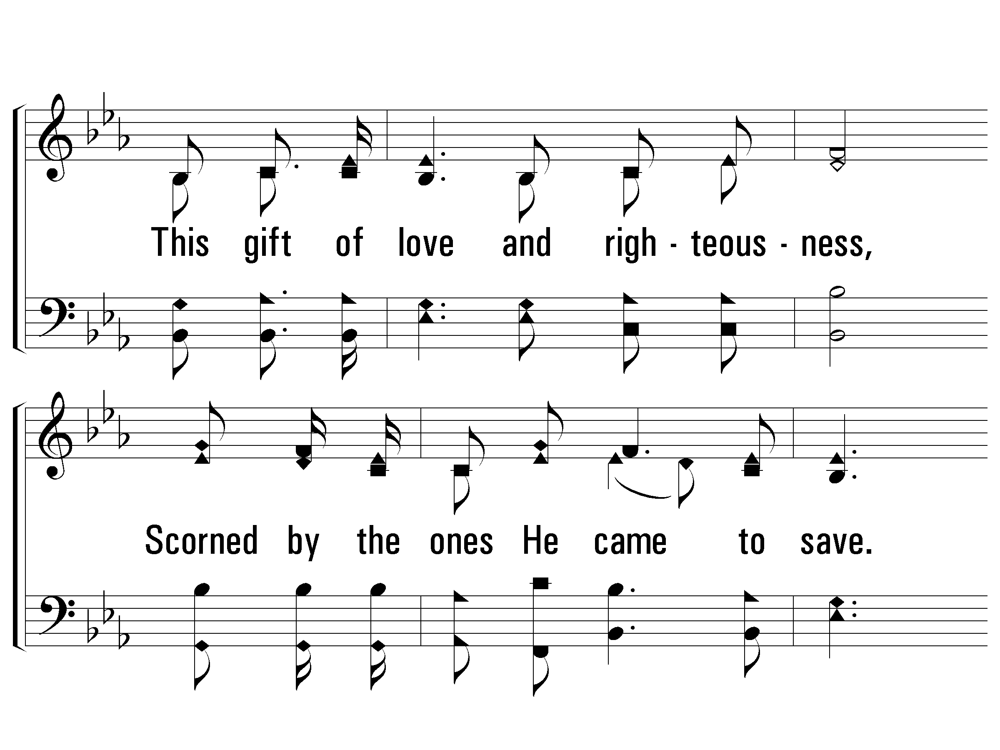 This gift of love and righ - teous - ness,
Scorned by the ones He came to save.